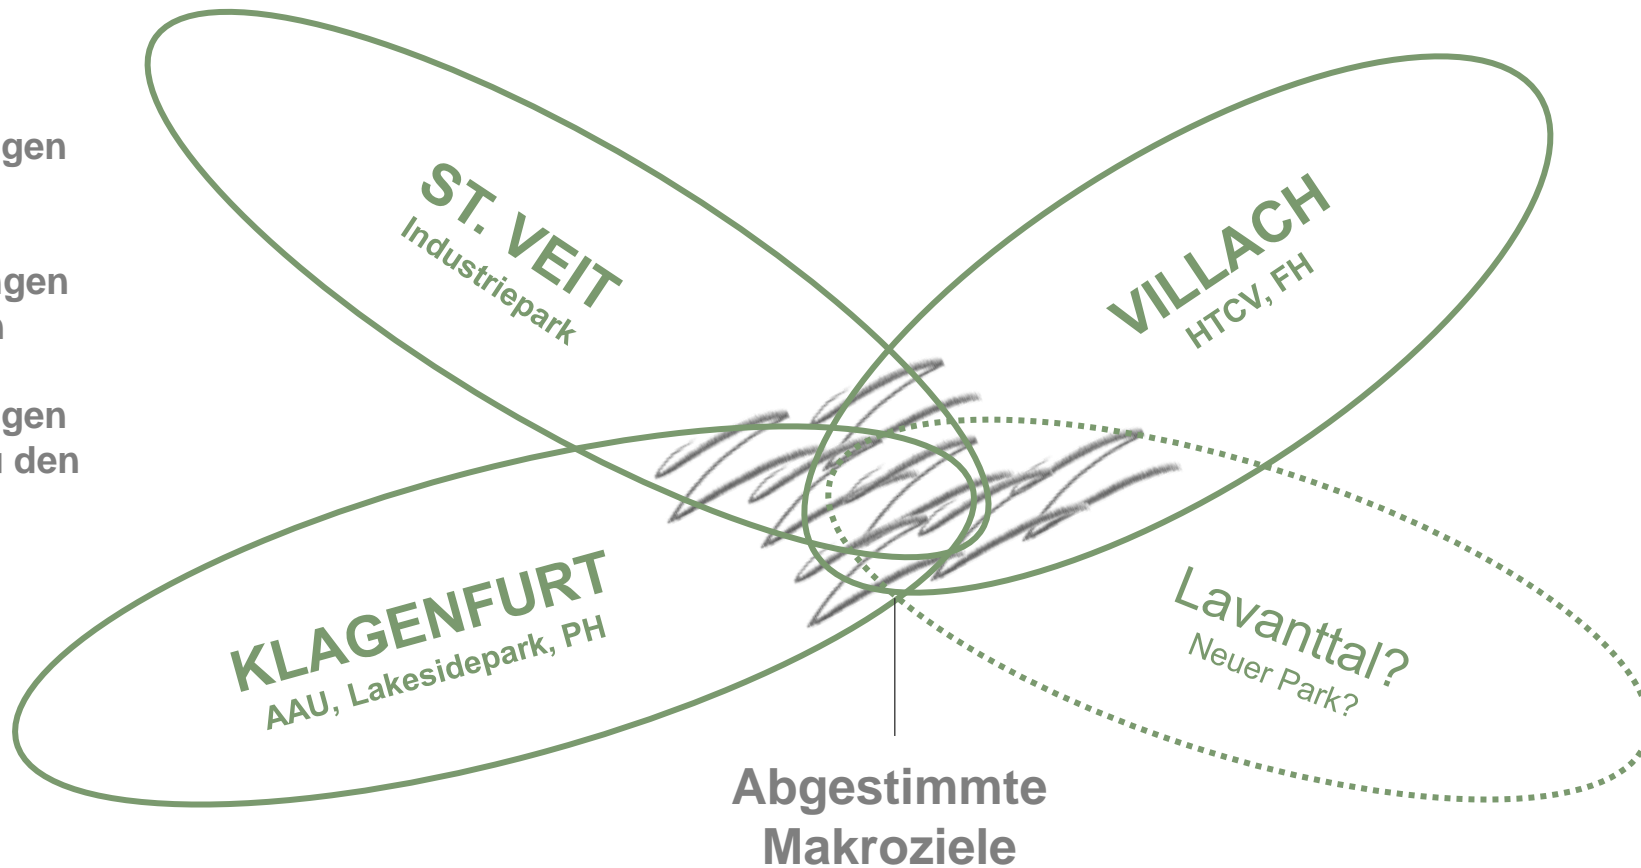 gen
gen
gen
den
ST. VEIT
Industriepark
VILLACH
HTCV, FH
KLAGENFURT
AAU, Lakesidepark, PH
Lavanttal?
Neuer Park?
Abgestimmte
Makroziele